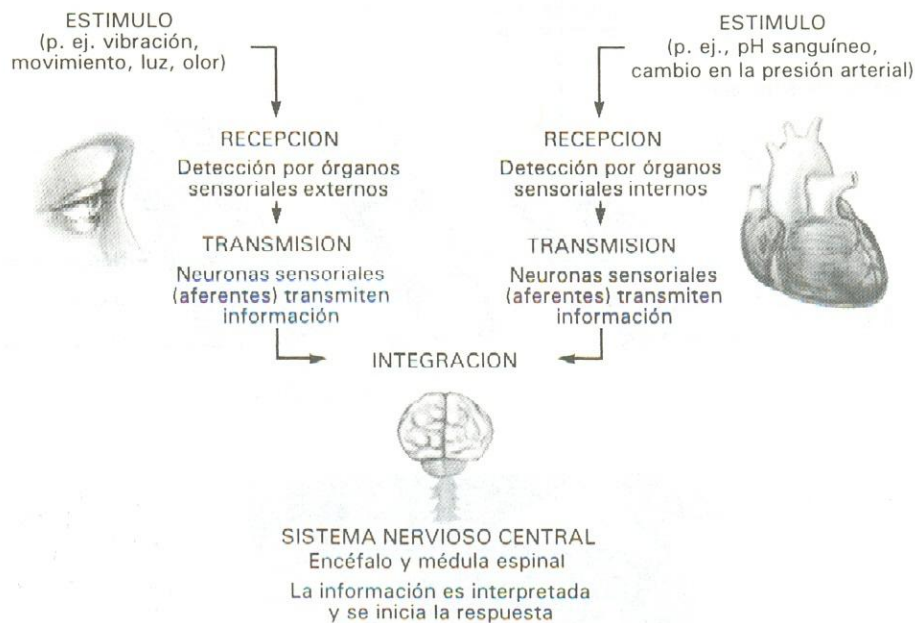 ESTIMULO
(p. ej. vibración,
movimiento, luz, olor)
RECEPCION
Detección por órganos
sensoriales externos
TRANSMISION
Neuronas sensoriales
(aferentes) transmiten
información
ESTIMULO
(p. ej., pH sanguíneo,
cambio en la presión arterial)
RECEPCION
Detección por órganos
sensoriales internos
TRANSMISION
Neuronas sensoriales
(aferentes) transmiten
información
INTEGRACION
SISTEMA NERVIOSO CENTRAL
Encéfalo y médula espinal
La información es interpretada
y se inicia la respuesta